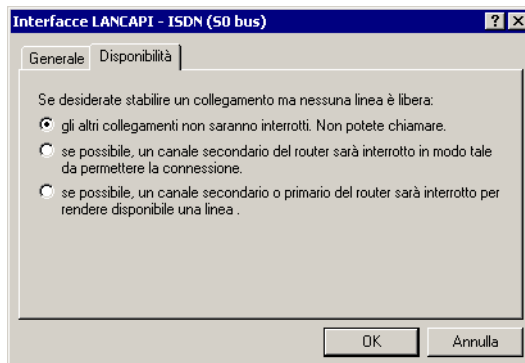 Interfacce LANCAPI - ISDN (S0 bus)
Generale
Disponibilità
Se desiderate stabilire un collegamento ma nessuna linea è libera:
gli altri collegamenti non saranno interrotti. Non potete chiamare.
se possibile, un canale secondario del router sarà interrotto in modo tale
da permettere la connessione.
se possibile, un canale secondario o primario del router sarà interrotto per
rendere disponibile una linea .
OK
Annulla